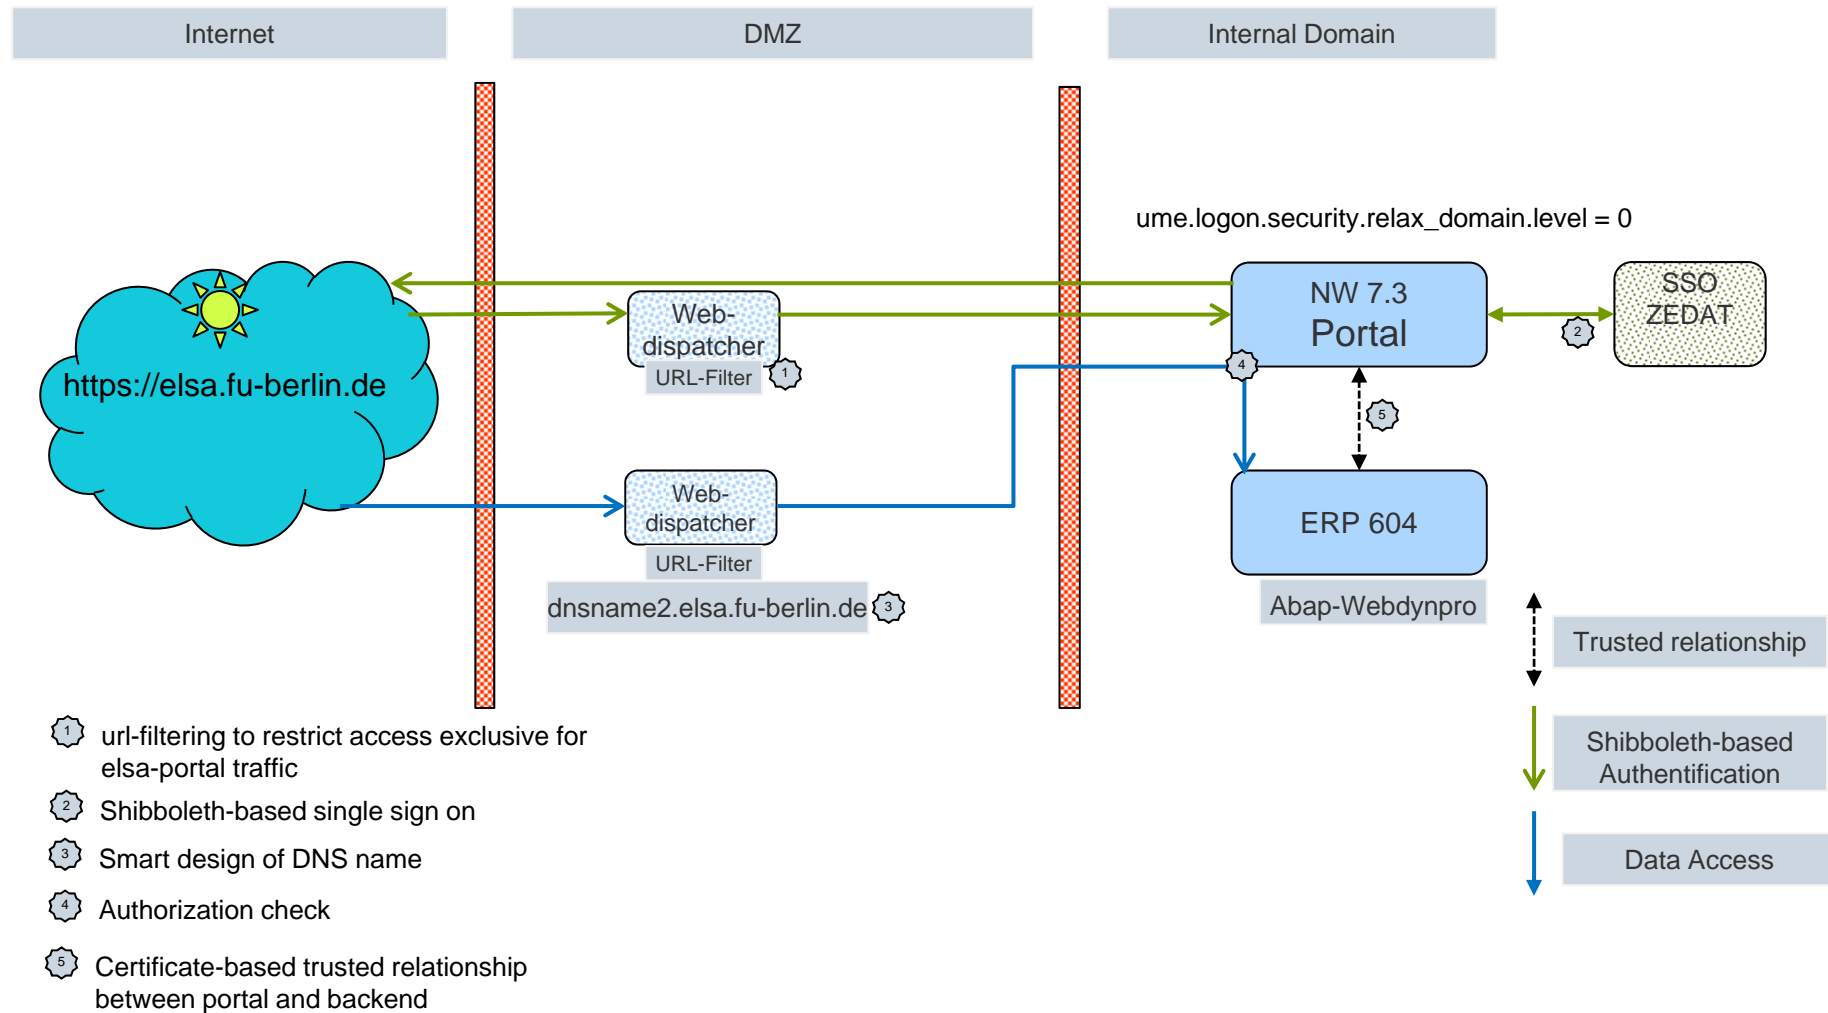 Internet
DMZ
Internal Domain
ume.logon.security.relax_domain.level = 0
NW 7.3
Portal
SSO
ZEDAT
2
Web-
dispatcher
URL-Filter
1
https://elsa.fu-berlin.de
4
5
Web-
dispatcher
URL-Filter
dnsname2.elsa.fu-berlin.de
3
ERP 604
Abap-Webdynpro
Trusted relationship
Shibboleth-based
Authentification
Data Access
1 url-filtering to restrict access exclusive for
elsa-portal traffic
2 Shibboleth-based single sign on
3 Smart design of DNS name
4 Authorization check
5 Certificate-based trusted relationship
between portal and backend